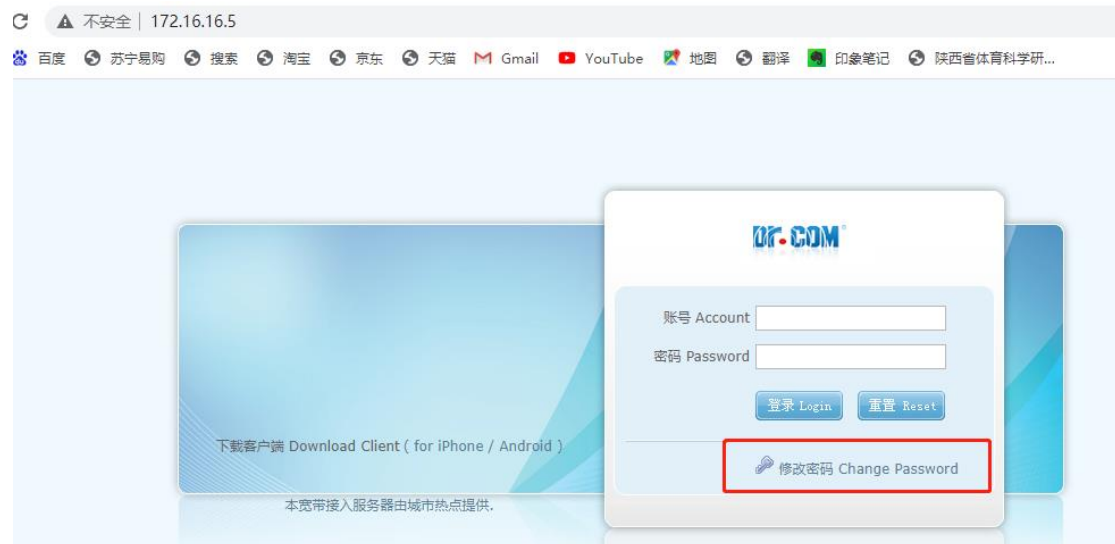 不安全 | 172.16.16.5
百度 苏宁易购 搜索 淘宝 京东 天猫 Gmail YouTube 地图 翻译 印象笔记 陕西省体育科学研...
Dr.COM
账号 Account
密码 Password
登录 Login 重置 Reset
下载客户端 Download Client ( for iPhone / Android )
修改密码 Change Password
本宽带接入服务器由城市热点提供.